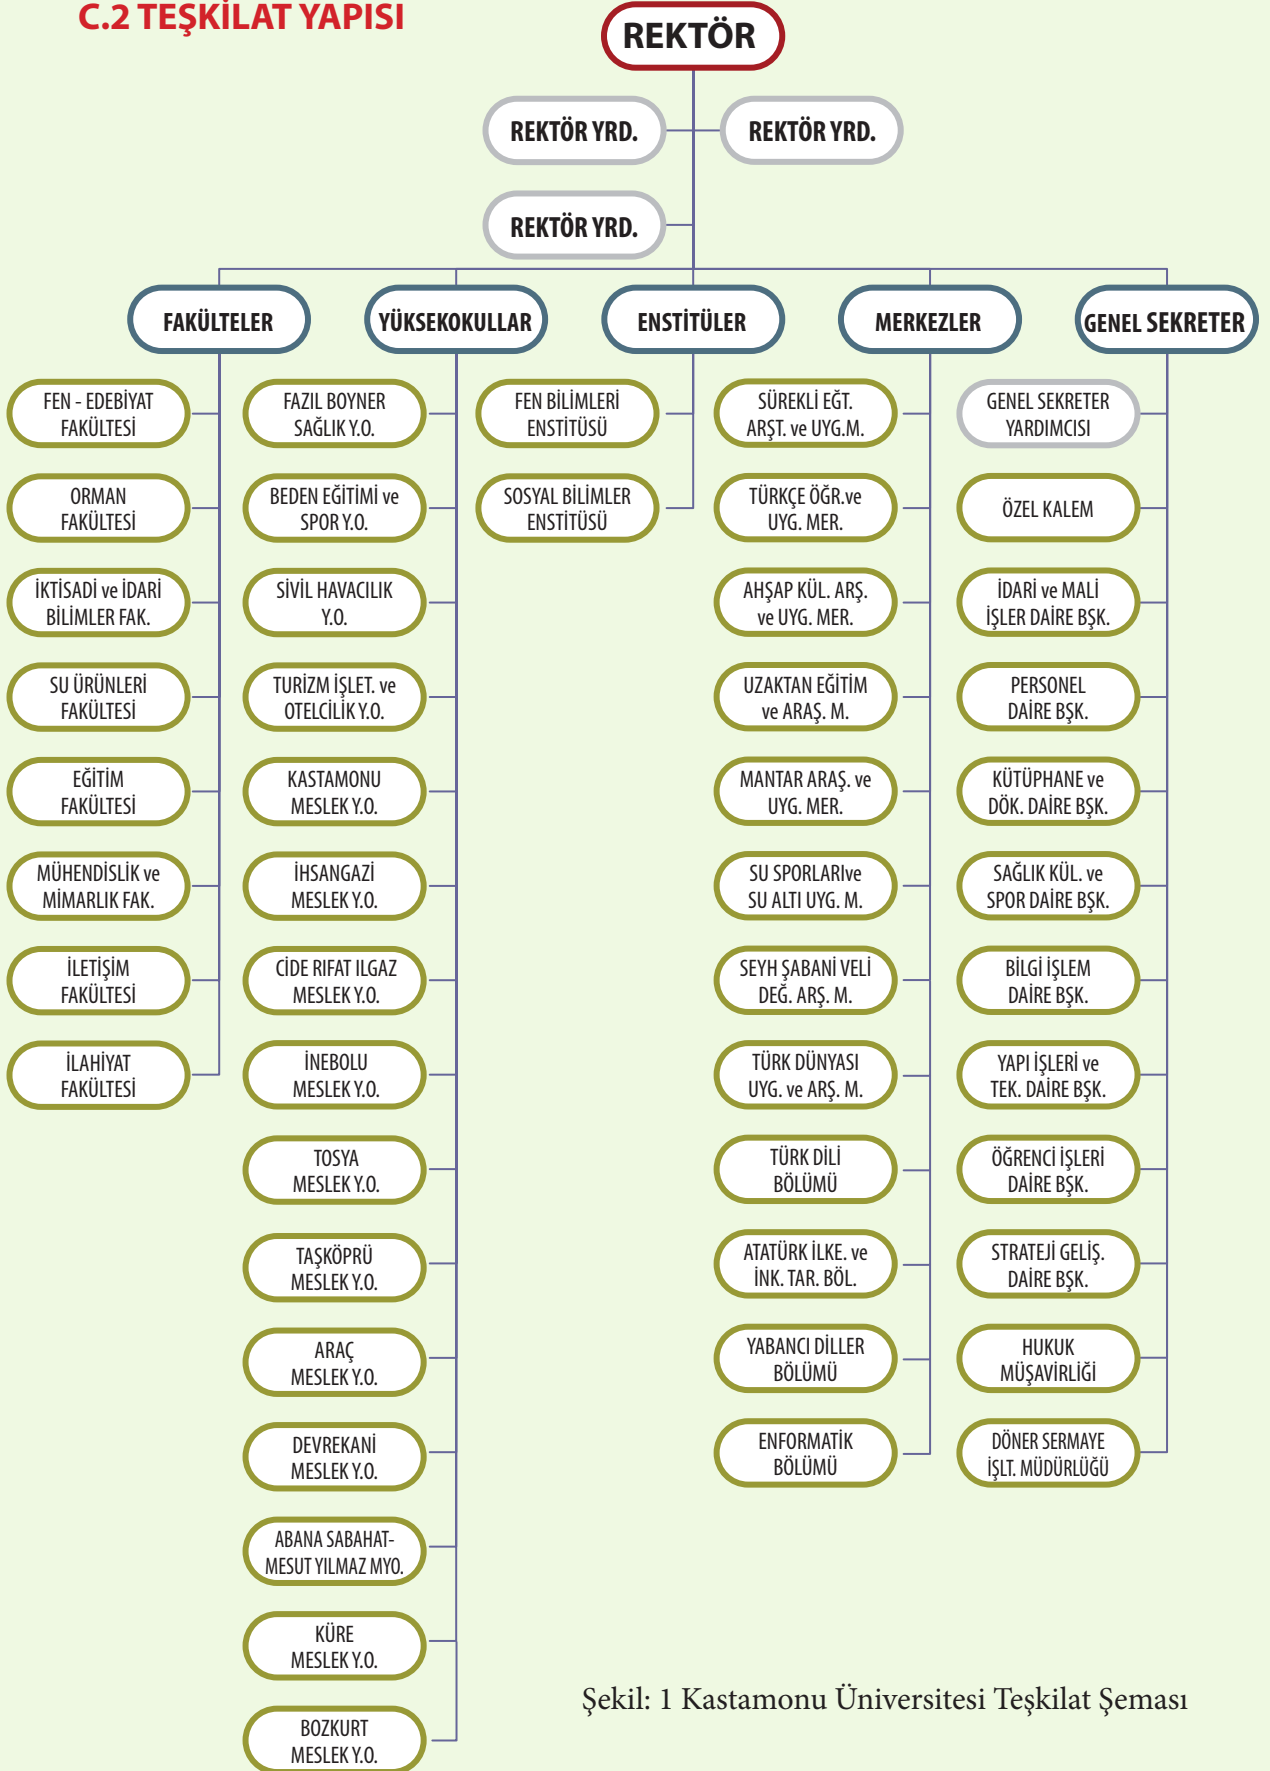 C.2 TEŞKİLAT YAPISI
REKTÖR
REKTÖR YRD.
REKTÖR YRD.
REKTÖR YRD.
FAKÜLTELER
FEN - EDEBİYAT
FAKÜLTESİ
ORMAN
FAKÜLTESİ
İKTİSADİ ve İDARİ
BİLİMLER FAK.
SU ÜRÜNLERİ
FAKÜLTESİ
EĞİTİM
FAKÜLTESİ
MÜHENDİSLİK ve
MİMARLIK FAK.
İLETİŞİM
FAKÜLTESİ
İLAHİYAT
FAKÜLTESİ
YÜKSEKOKULLAR
FAZIL BOYNER
SAĞLIK Y.O.
BEDEN EĞİTİMİ ve
SPOR Y.O.
SİVİL HAVACILIK
Y.O.
TURİZM İŞLET. ve
OTELCİLİK Y.O.
KASTAMONU
MESLEK Y.O.
İHSANGAZİ
MESLEK Y.O.
CİDE RIFAT ILGAZ
MESLEK Y.O.
İNEBOLU
MESLEK Y.O.
TOSYA
MESLEK Y.O.
TAŞKÖPRÜ
MESLEK Y.O.
ARAÇ
MESLEK Y.O.
DEVREKANİ
MESLEK Y.O.
ABANA SABAHAT-
MESUT YILMAZ MYO.
KÜRE
MESLEK Y.O.
BOZKURT
MESLEK Y.O.
ENSTİTÜLER
FEN BİLİMLERİ
ENSTİTÜSÜ
SOSYAL BİLİMLER
ENSTİTÜSÜ
MERKEZLER
SÜREKLİ EĞT.
ARŞT. ve UYG.M.
TÜRKÇE ÖĞR.ve
UYG. MER.
AHŞAP KÜL. ARŞ.
ve UYG. MER.
UZAKTAN EĞİTİM
ve ARAŞ. M.
MANTAR ARAŞ. ve
UYG. MER.
SU SPORLARIve
SU ALTI UYG. M.
SEYH ŞABANİ VELİ
DEĞ. ARŞ. M.
TÜRK DÜNYASI
UYG. ve ARŞ. M.
TÜRK DİLİ
BÖLÜMÜ
ATATÜRK İLKE. ve
İNK. TAR. BÖL.
YABANCI DİLLER
BÖLÜMÜ
ENFORMATİK
BÖLÜMÜ
GENEL SEKRETER
GENEL SEKRETER
YARDIMCISI
ÖZEL KALEM
İDARİ ve MALİ
İŞLER DAİRE BŞK.
PERSONEL
DAİRE BŞK.
KÜTÜPHANE ve
DÖK. DAİRE BŞK.
SAĞLIK KÜL. ve
SPOR DAİRE BŞK.
BİLGİ İŞLEM
DAİRE BŞK.
YAPI İŞLERİ ve
TEK. DAİRE BŞK.
ÖĞRENCİ İŞLERİ
DAİRE BŞK.
STRATEJİ GELİŞ.
DAİRE BŞK.
HUKUK
MÜŞAVİRLİĞİ
DÖNER SERMAYE
İŞLT. MÜDÜRLÜĞÜ
Şekil: 1 Kastamonu Üniversitesi Teşkilat Şeması